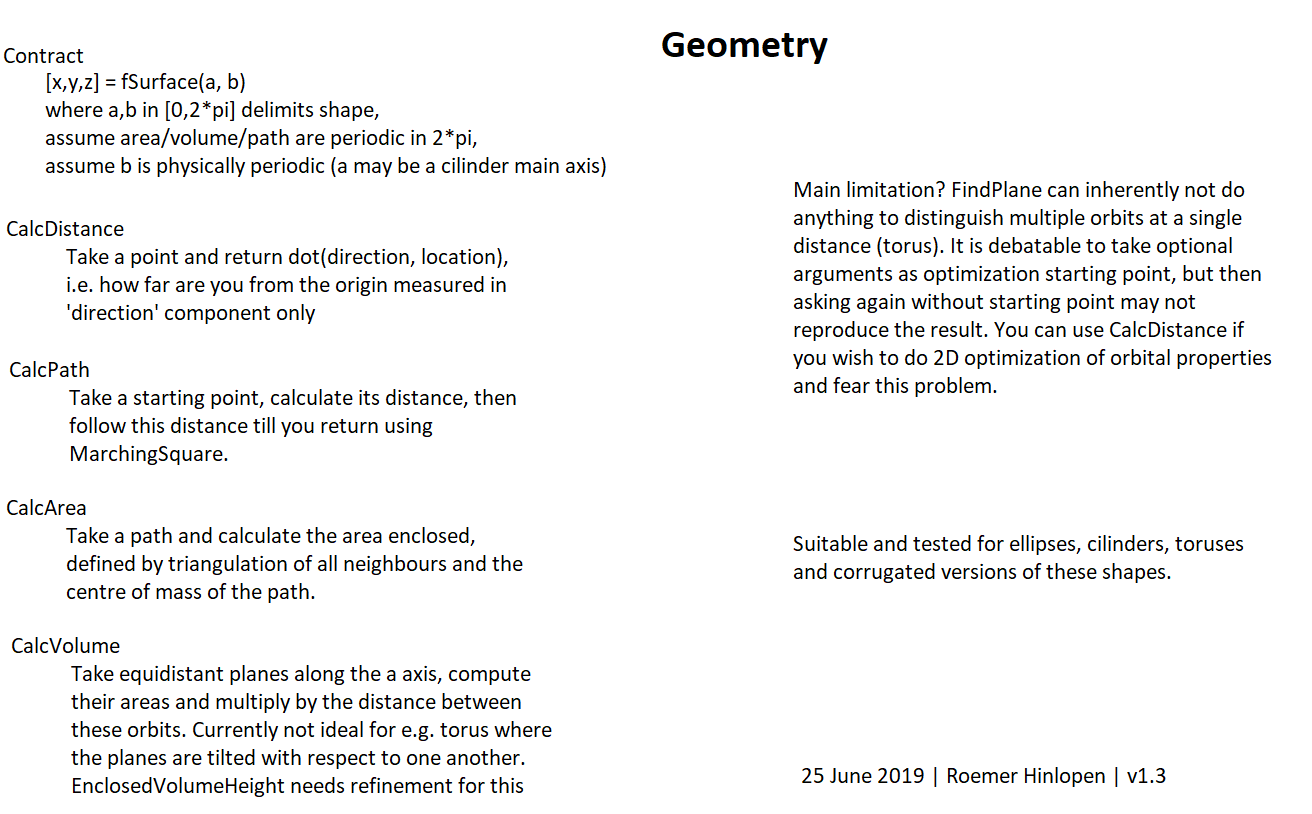 Geometry
Contract
[x,y,z] = fSurface(a, b)
where a,b in [0,2*pi] delimits shape,
assume area/volume/path are periodic in 2*pi,
assume b is physically periodic (a may be a cilinder main axis)
CalcDistance
Take a point and return dot(direction, location),
i.e. how far are you from the origin measured in
'direction' component only
CalcPath
Take a starting point, calculate its distance, then
follow this distance till you return using
MarchingSquare.
CalcArea
Take a path and calculate the area enclosed,
defined by triangulation of all neighbours and the
centre of mass of the path.
CalcVolume
Take equidistant planes along the a axis, compute
their areas and multiply by the distance between
these orbits. Currently not ideal for e.g. torus where
the planes are tilted with respect to one another.
EnclosedVolumeHeight needs refinement for this
Main limitation? FindPlane can inherently not do
anything to distinguish multiple orbits at a single
distance (torus). It is debatable to take optional
arguments as optimization starting point, but then
asking again without starting point may not
reproduce the result. You can use CalcDistance if
you wish to do 2D optimization of orbital properties
and fear this problem.
Suitable and tested for ellipses, cilinders, toruses
and corrugated versions of these shapes.
25 June 2019 | Roemer Hinlopen | v1.3